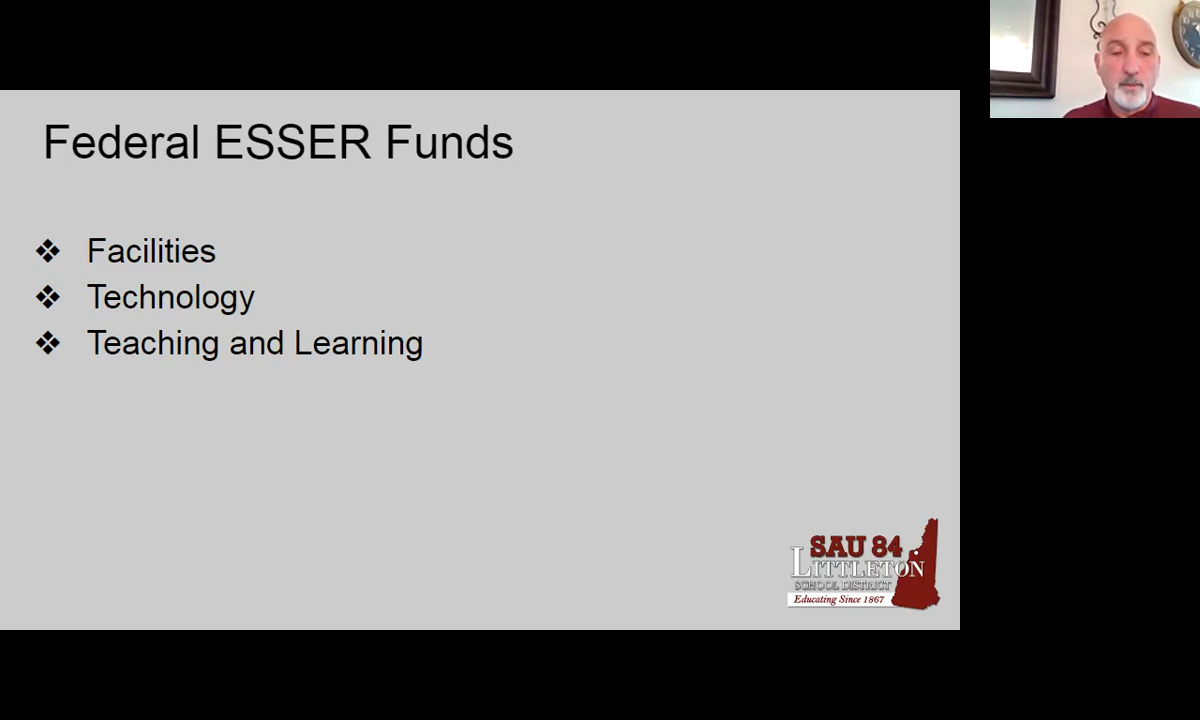 Federal ESSER Funds
❖ Facilities
❖ Technology
❖ Teaching and Learning
SAU 84
LITTLETON
SCHOOL DISTRICT
Educating Since 1867